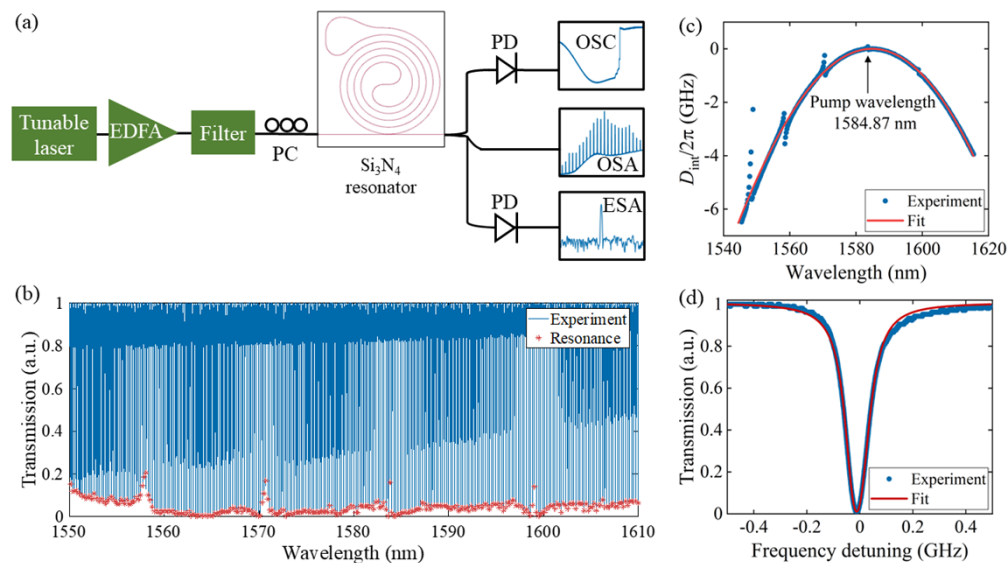 (a)
Tunable
laser
EDFA
Filter
PC
Si₃N₄
resonator
PD
OSC
OSA
PD
ESA
(b)
Transmission (a.u.)
1
0.8
0.6
0.4
0.2
0
Experiment
Resonance
1550
1560
1570
1580
1590
1600
1610
Wavelength (nm)
(c)
D_int/2π (GHz)
0
-2
-4
-6
Pump wavelength
1584.87 nm
Experiment
Fit
1540
1560
1580
1600
1620
Wavelength (nm)
(d)
Transmission (a.u.)
1
0.8
0.6
0.4
0.2
0
Experiment
Fit
-0.4
-0.2
0
0.2
0.4
Frequency detuning (GHz)